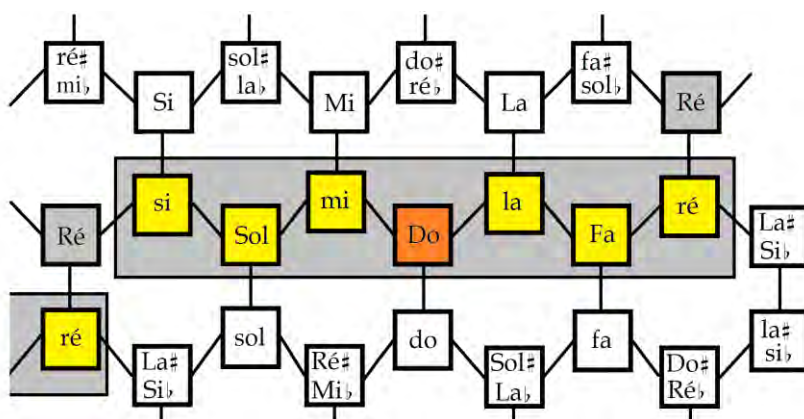 ré♯
mi♭
sol♯
la♭
do♯
ré♭
fa♯
sol♭
Si
Mi
La
Ré
si
mi
la
ré
Ré
Sol
Do
Fa
La♯
Si♭
ré
sol
do
fa
la♯
si♭
La♯
Si♭
Ré♯
Mi♭
Sol♯
La♭
Do♯
Ré♭